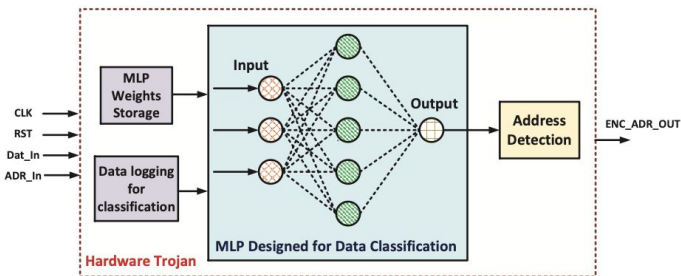 CLK
RST
Dat_In
ADR_In
MLP
Weights
Storage
Data logging
for
classification
Input
Output
MLP Designed for Data Classification
Address
Detection
ENC_ADR_OUT
Hardware Trojan